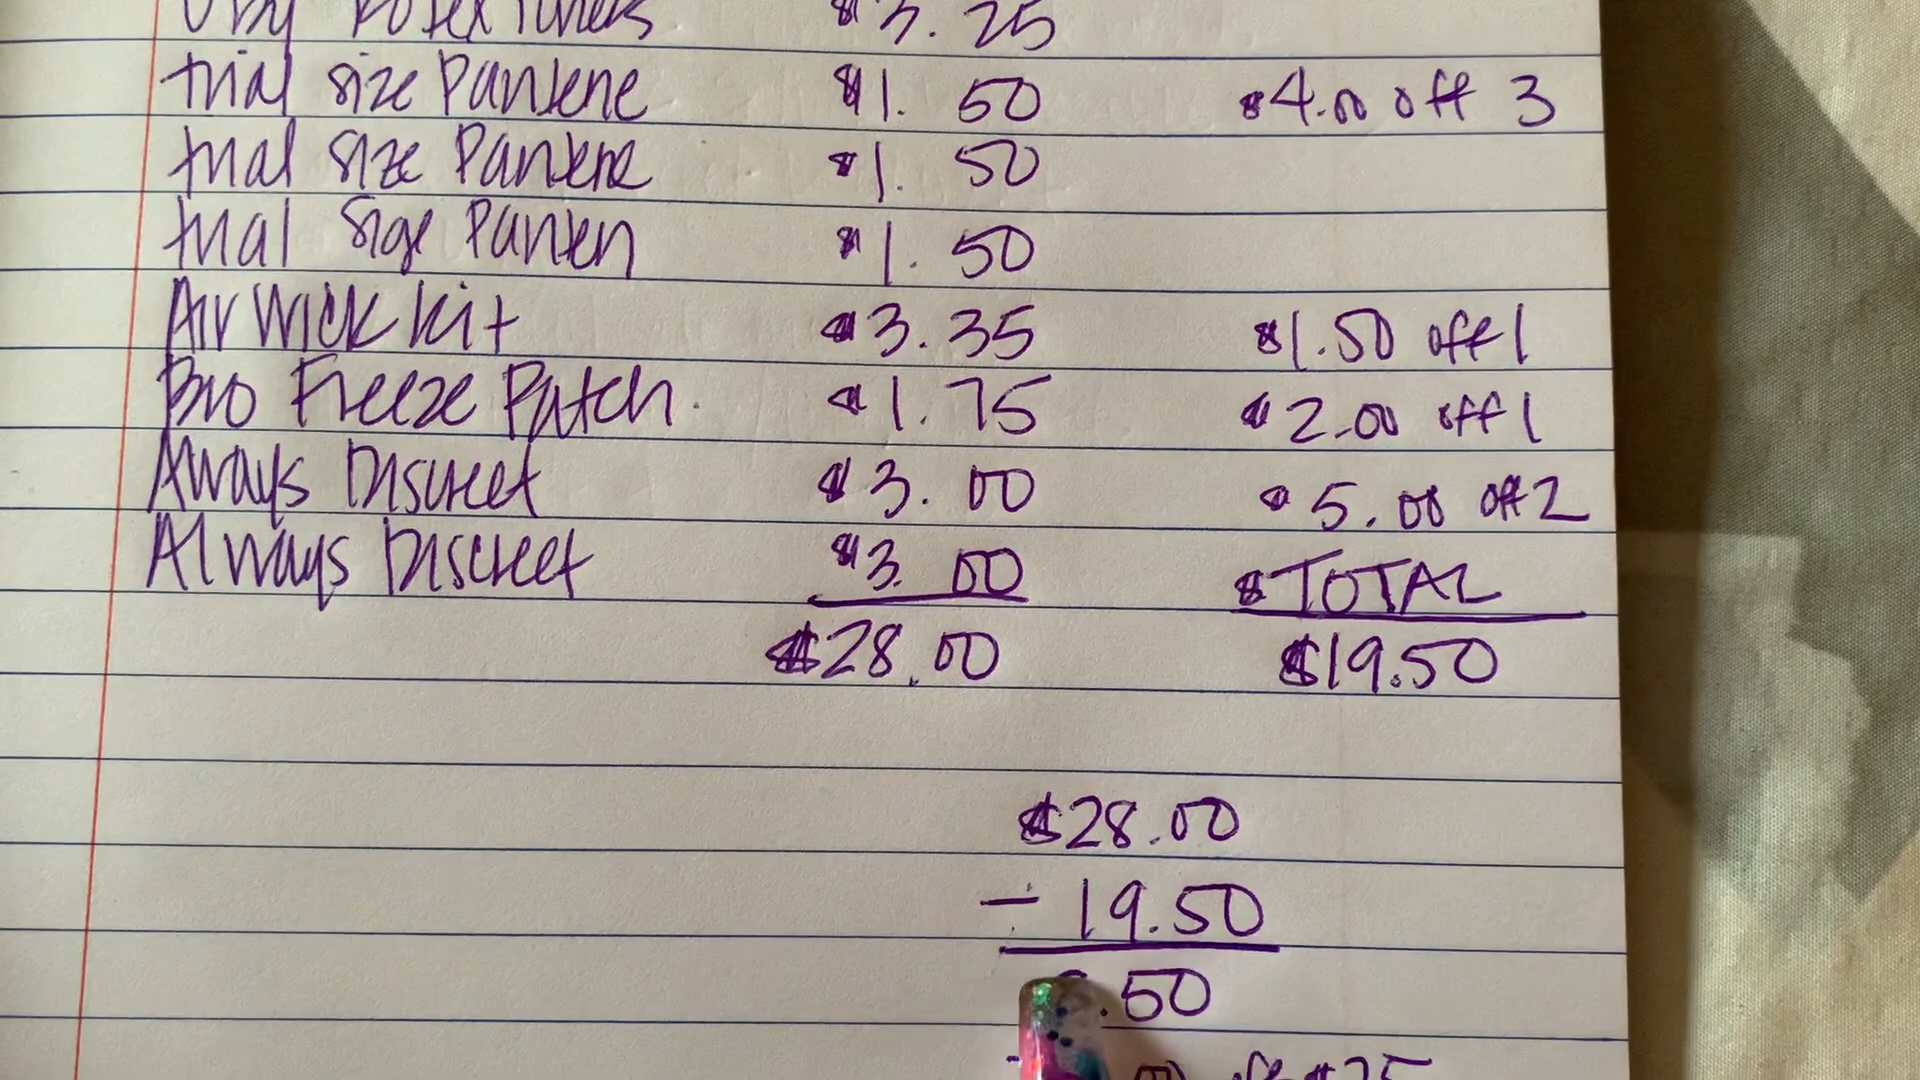 $3.25
trial size Pantene $1.50 $4.00 off 3
trial size Pantene $1.50
trial Size Panten $1.50
Air Wick Kit $3.35 $1.50 off 1
Bio Freeze Patch. $1.75 $2.00 off 1
Always Discreet $3.00 $5.00 off 2
Always Discreet $3.00 $TOTAL
$28.00 $19.50
$28.00
- 19.50
.50